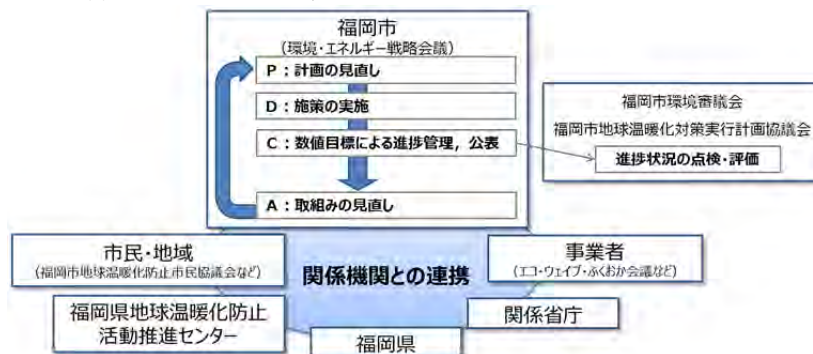 福岡市
（環境・エネルギー戦略会議）
P：計画の見直し
D：施策の実施
C：数値目標による進捗管理，公表
A：取組みの見直し
福岡市環境審議会
福岡市地球温暖化対策実行計画協議会
進捗状況の点検・評価
市民・地域
（福岡市地球温暖化防止市民協議会など）
関係機関との連携
事業者
（エコ・ウェイブ・ふくおか会議など）
福岡県地球温暖化防止
活動推進センター
福岡県
関係省庁